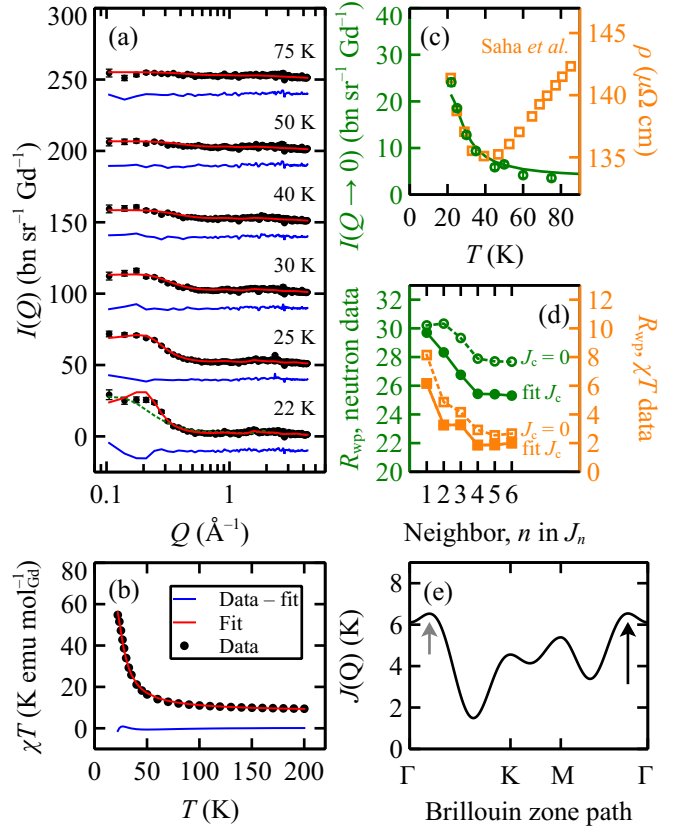 (a)
300
250
200
150
100
50
0
I(Q) (bn sr⁻¹ Gd⁻¹)
75 K
50 K
40 K
30 K
25 K
22 K
0.1
1
Q (Å⁻¹)
(b)
80
60
40
20
0
χT (K emu mol⁻¹Gd)
Data – fit
Fit
Data
0
50
100
150
200
T (K)
(c)
40
30
20
10
0
I(Q → 0) (bn sr⁻¹ Gd⁻¹)
Saha et al.
145
140
135
ρ (μΩ cm)
0
20
40
60
80
T (K)
(d)
32
30
28
26
24
22
20
Rwp, neutron data
Jc = 0
fit Jc
Jc = 0
fit Jc
12
10
8
6
4
2
0
Rwp, χT data
1 2 3 4 5 6
Neighbor, n in Jn
(e)
8
6
4
2
0
J(Q) (K)
Γ
K
M
Γ
Brillouin zone path